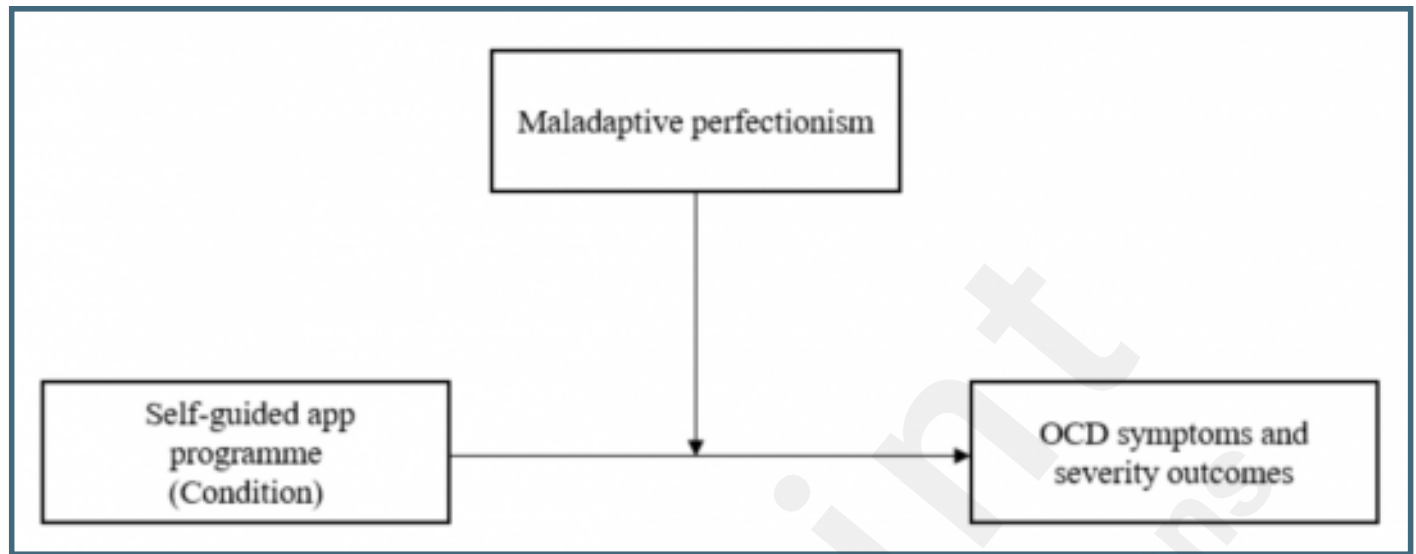 Maladaptive perfectionism
Self-guided app
programme
(Condition)
OCD symptoms and
severity outcomes